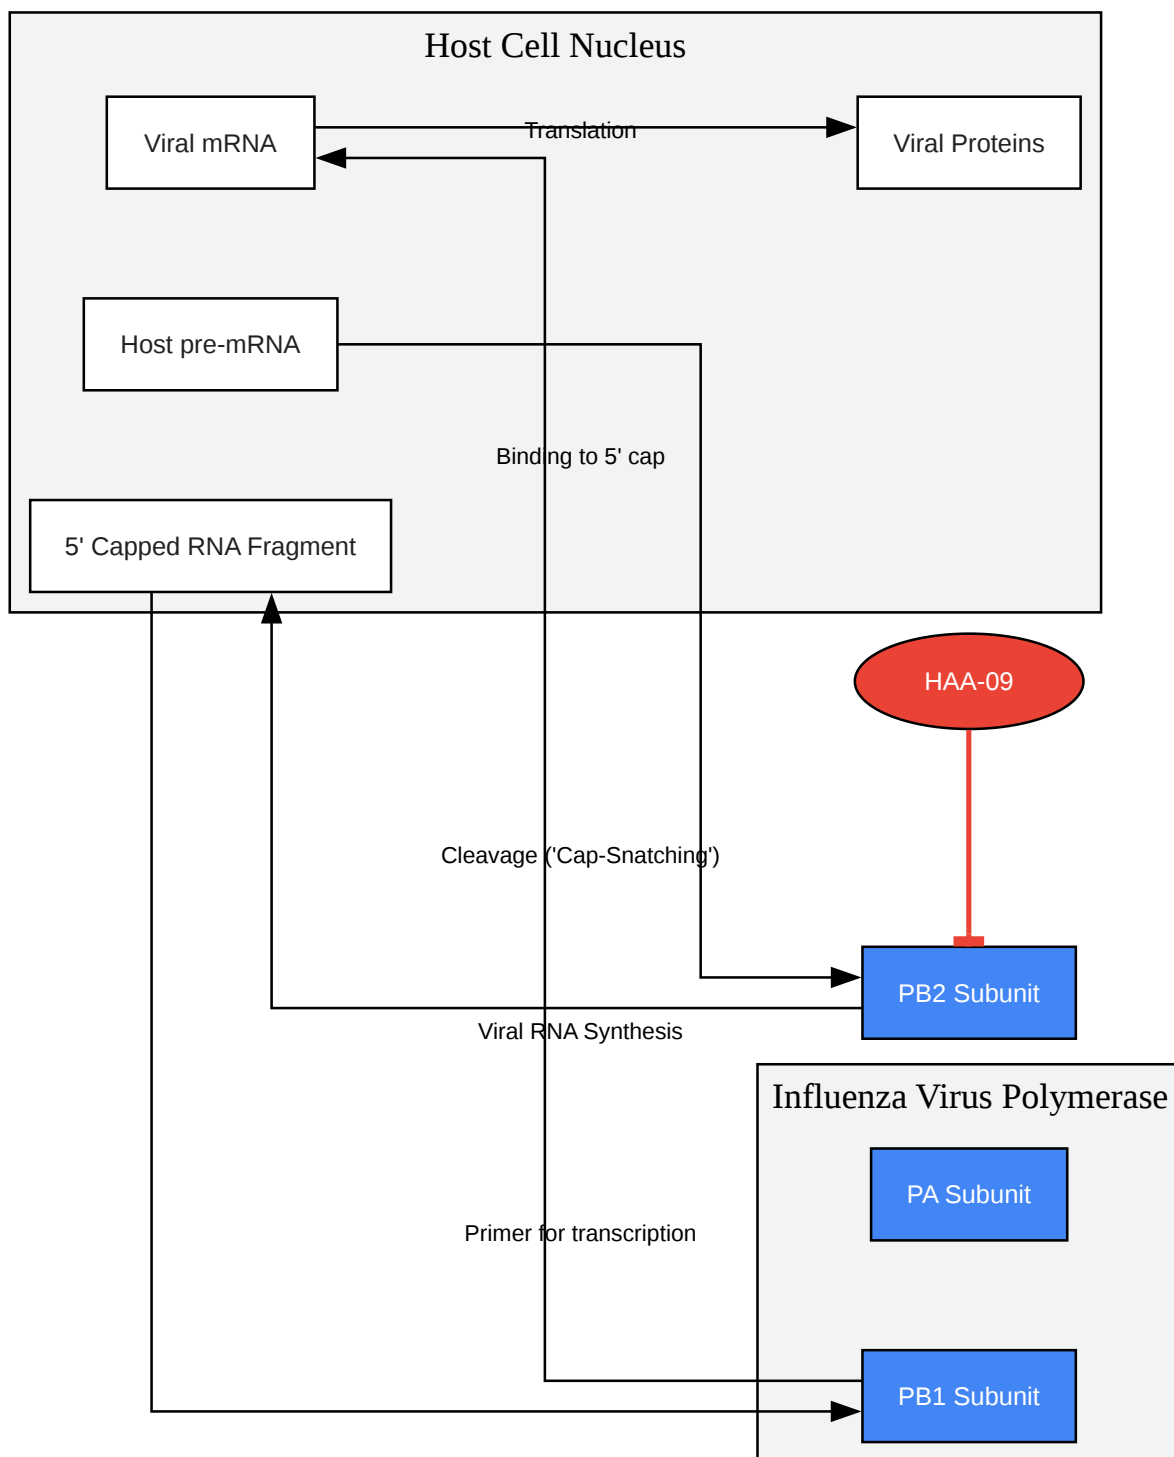 Host Cell Nucleus
Viral mRNA
Translation
Viral Proteins
Host pre-mRNA
Binding to 5' cap
5' Capped RNA Fragment
HAA-09
Cleavage ('Cap-Snatching')
PB2 Subunit
Viral RNA Synthesis
Influenza Virus Polymerase
PA Subunit
Primer for transcription
PB1 Subunit